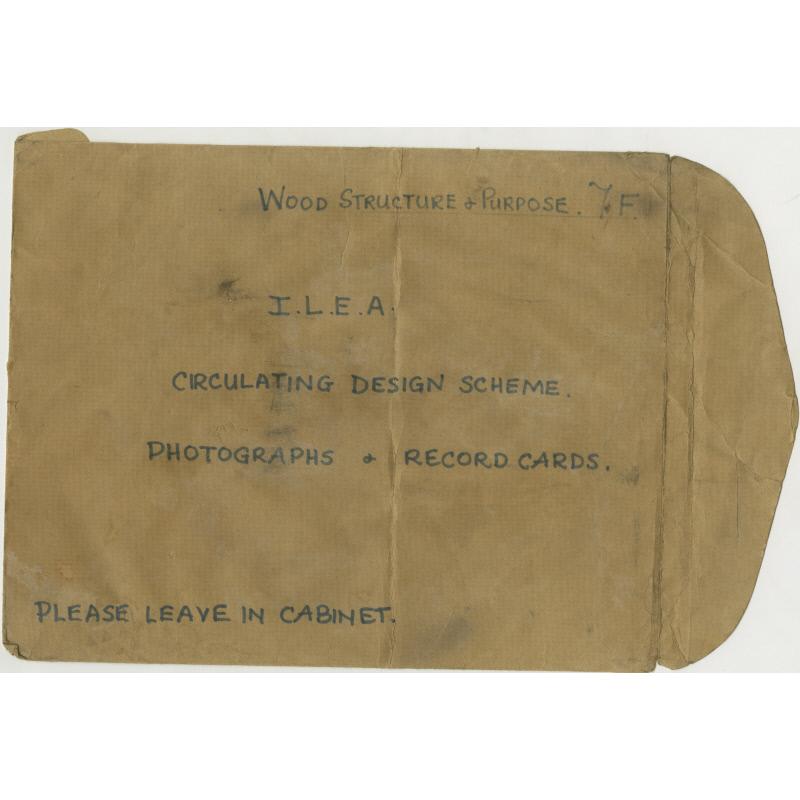 WOOD STRUCTURE & PURPOSE. 7F.
I.L.E.A.
CIRCULATING DESIGN SCHEME.
PHOTOGRAPHS & RECORD CARDS.
PLEASE LEAVE IN CABINET.